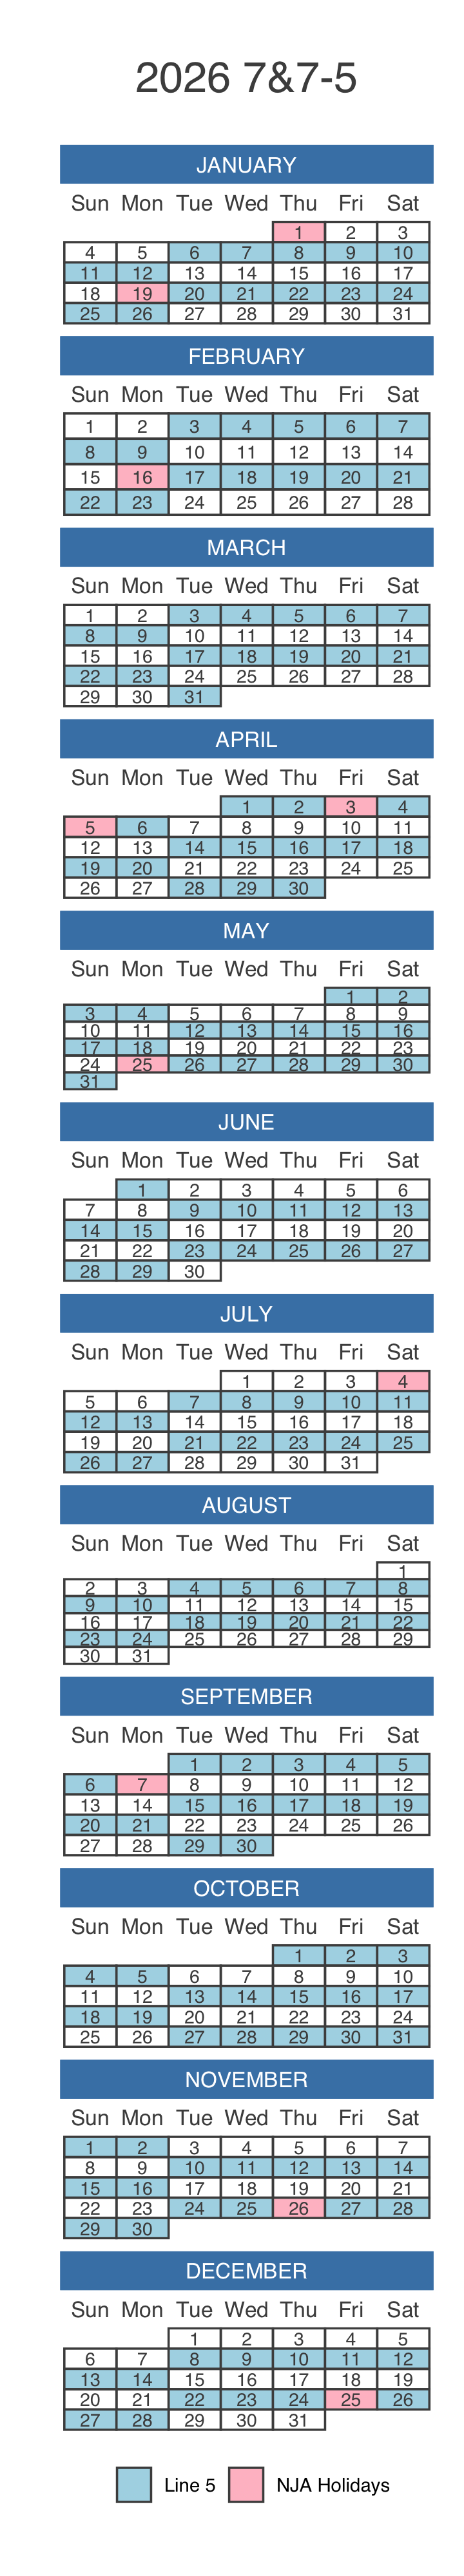 2026 7&7-5
JANUARY
Sun Mon Tue Wed Thu Fri Sat
1 2 3
4 5 6 7 8 9 10
11 12 13 14 15 16 17
18 19 20 21 22 23 24
25 26 27 28 29 30 31
FEBRUARY
Sun Mon Tue Wed Thu Fri Sat
1 2 3 4 5 6 7
8 9 10 11 12 13 14
15 16 17 18 19 20 21
22 23 24 25 26 27 28
MARCH
Sun Mon Tue Wed Thu Fri Sat
1 2 3 4 5 6 7
8 9 10 11 12 13 14
15 16 17 18 19 20 21
22 23 24 25 26 27 28
29 30 31
APRIL
Sun Mon Tue Wed Thu Fri Sat
1 2 3 4
5 6 7 8 9 10 11
12 13 14 15 16 17 18
19 20 21 22 23 24 25
26 27 28 29 30
MAY
Sun Mon Tue Wed Thu Fri Sat
1 2
3 4 5 6 7 8 9
10 11 12 13 14 15 16
17 18 19 20 21 22 23
24 25 26 27 28 29 30
31
JUNE
Sun Mon Tue Wed Thu Fri Sat
1 2 3 4 5 6
7 8 9 10 11 12 13
14 15 16 17 18 19 20
21 22 23 24 25 26 27
28 29 30
JULY
Sun Mon Tue Wed Thu Fri Sat
1 2 3 4
5 6 7 8 9 10 11
12 13 14 15 16 17 18
19 20 21 22 23 24 25
26 27 28 29 30 31
AUGUST
Sun Mon Tue Wed Thu Fri Sat
1
2 3 4 5 6 7 8
9 10 11 12 13 14 15
16 17 18 19 20 21 22
23 24 25 26 27 28 29
30 31
SEPTEMBER
Sun Mon Tue Wed Thu Fri Sat
1 2 3 4 5
6 7 8 9 10 11 12
13 14 15 16 17 18 19
20 21 22 23 24 25 26
27 28 29 30
OCTOBER
Sun Mon Tue Wed Thu Fri Sat
1 2 3
4 5 6 7 8 9 10
11 12 13 14 15 16 17
18 19 20 21 22 23 24
25 26 27 28 29 30 31
NOVEMBER
Sun Mon Tue Wed Thu Fri Sat
1 2 3 4 5 6 7
8 9 10 11 12 13 14
15 16 17 18 19 20 21
22 23 24 25 26 27 28
29 30
DECEMBER
Sun Mon Tue Wed Thu Fri Sat
1 2 3 4 5
6 7 8 9 10 11 12
13 14 15 16 17 18 19
20 21 22 23 24 25 26
27 28 29 30 31
Line 5 NJA Holidays